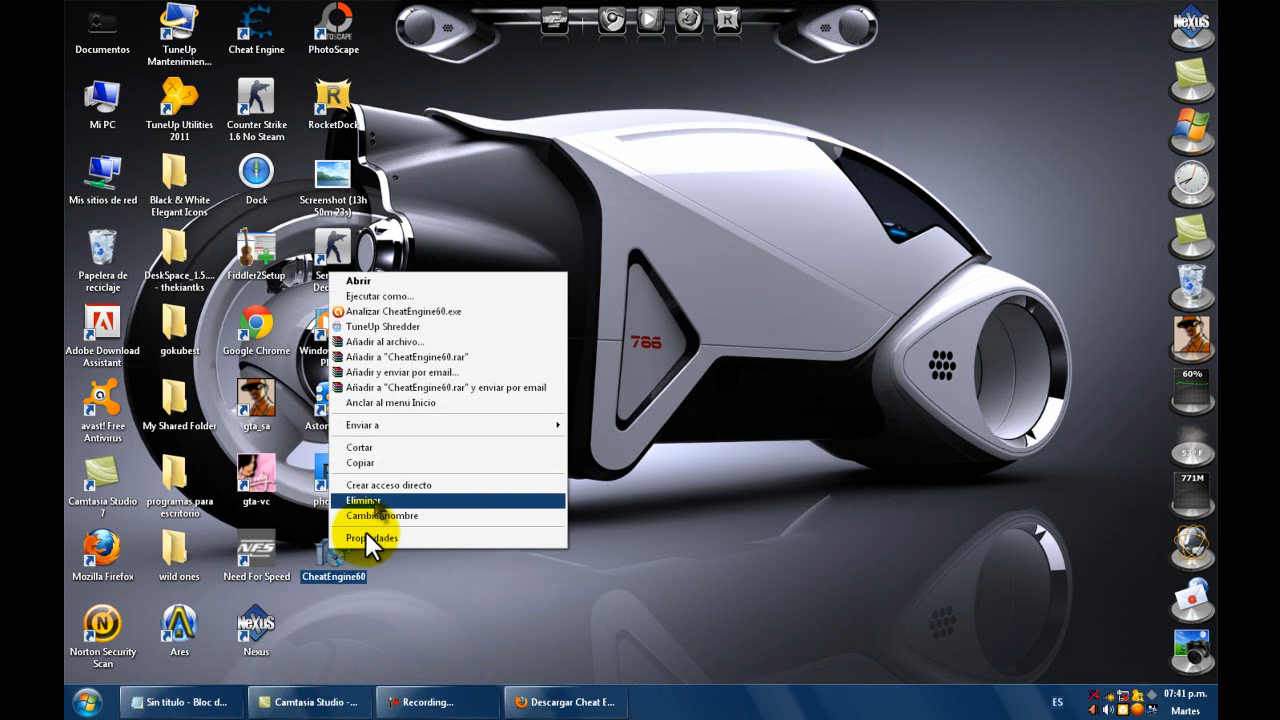 Documentos
TuneUp
Mantenimien...
Cheat Engine
PhotoScape
Mi PC
TuneUp Utilities
2011
Counter Strike
1.6 No Steam
RocketDock
Mis sitios de red
Black & White
Elegant Icons
Dock
Screenshot (13h
50m 23s)
Papelera de
reciclaje
DeskSpace_1.5....
- thekiantks
Fiddler2Setup
Adobe Download
Assistant
gokubest
Google Chrome
avast! Free
Antivirus
My Shared Folder
gta_sa
Camtasia Studio
7
programas para
escritorio
gta-vc
Mozilla Firefox
wild ones
Need For Speed
CheatEngine60
Norton Security
Scan
Ares
Nexus
Abrir
Ejecutar como...
Analizar CheatEngine60.exe
TuneUp Shredder
Añadir al archivo...
Añadir a "CheatEngine60.rar"
Añadir y enviar por email...
Añadir a "CheatEngine60.rar" y enviar por email
Anclar al menú Inicio
Enviar a
Cortar
Copiar
Crear acceso directo
Eliminar
786
NEXUS
60%
771M
Sin título - Bloc d...
Camtasia Studio -...
Recording...
Descargar Cheat E...
ES
07:41 p.m.
Martes